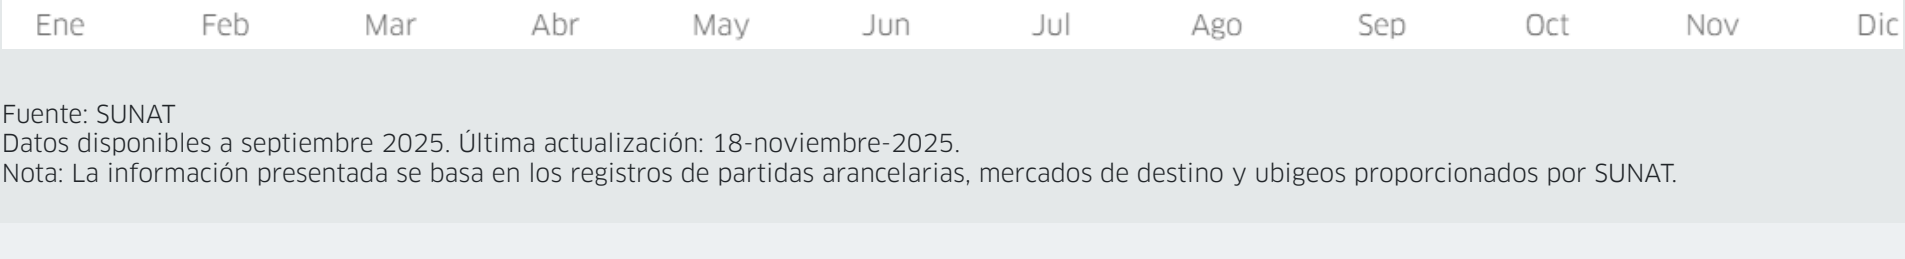 Ene Feb Mar Abr May Jun Jul Ago Sep Oct Nov Dic
Fuente: SUNAT
Datos disponibles a septiembre 2025. Última actualización: 18-noviembre-2025.
Nota: La información presentada se basa en los registros de partidas arancelarias, mercados de destino y ubigeos proporcionados por SUNAT.